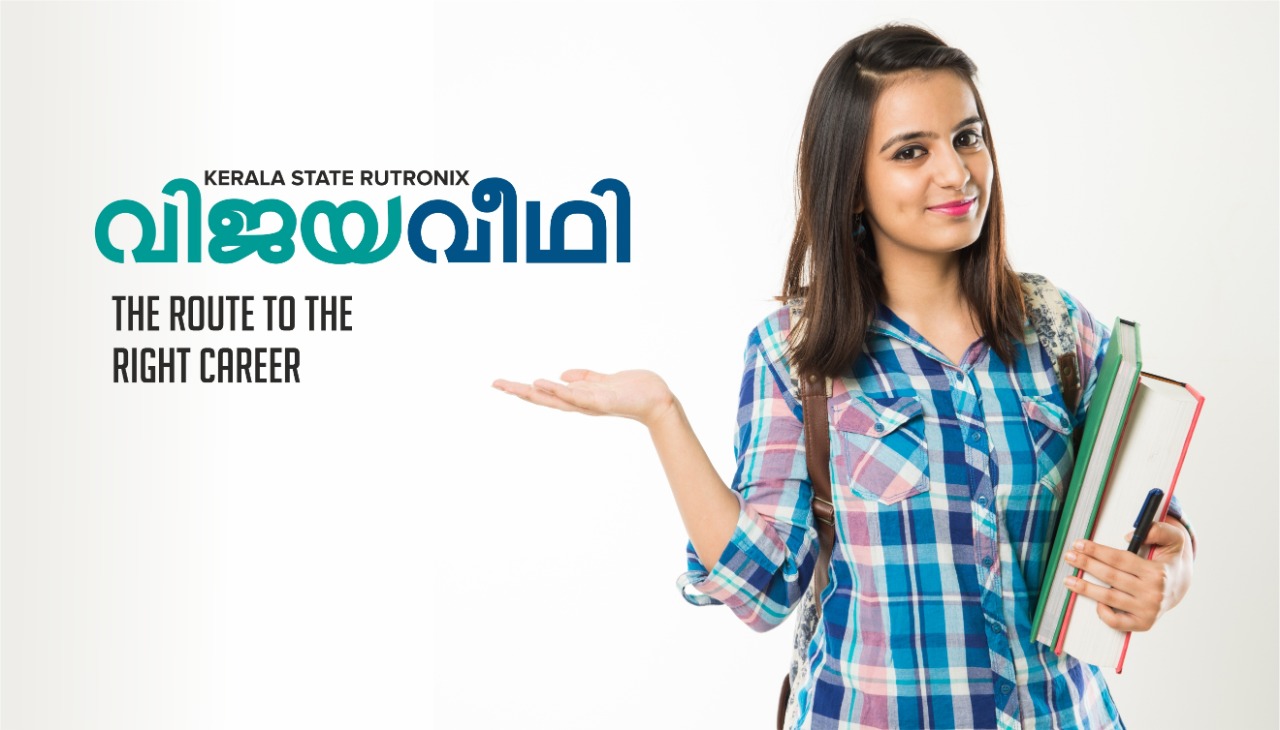 KERALA STATE RUTRONIX
വിജയവീഥി
THE ROUTE TO THE
RIGHT CAREER